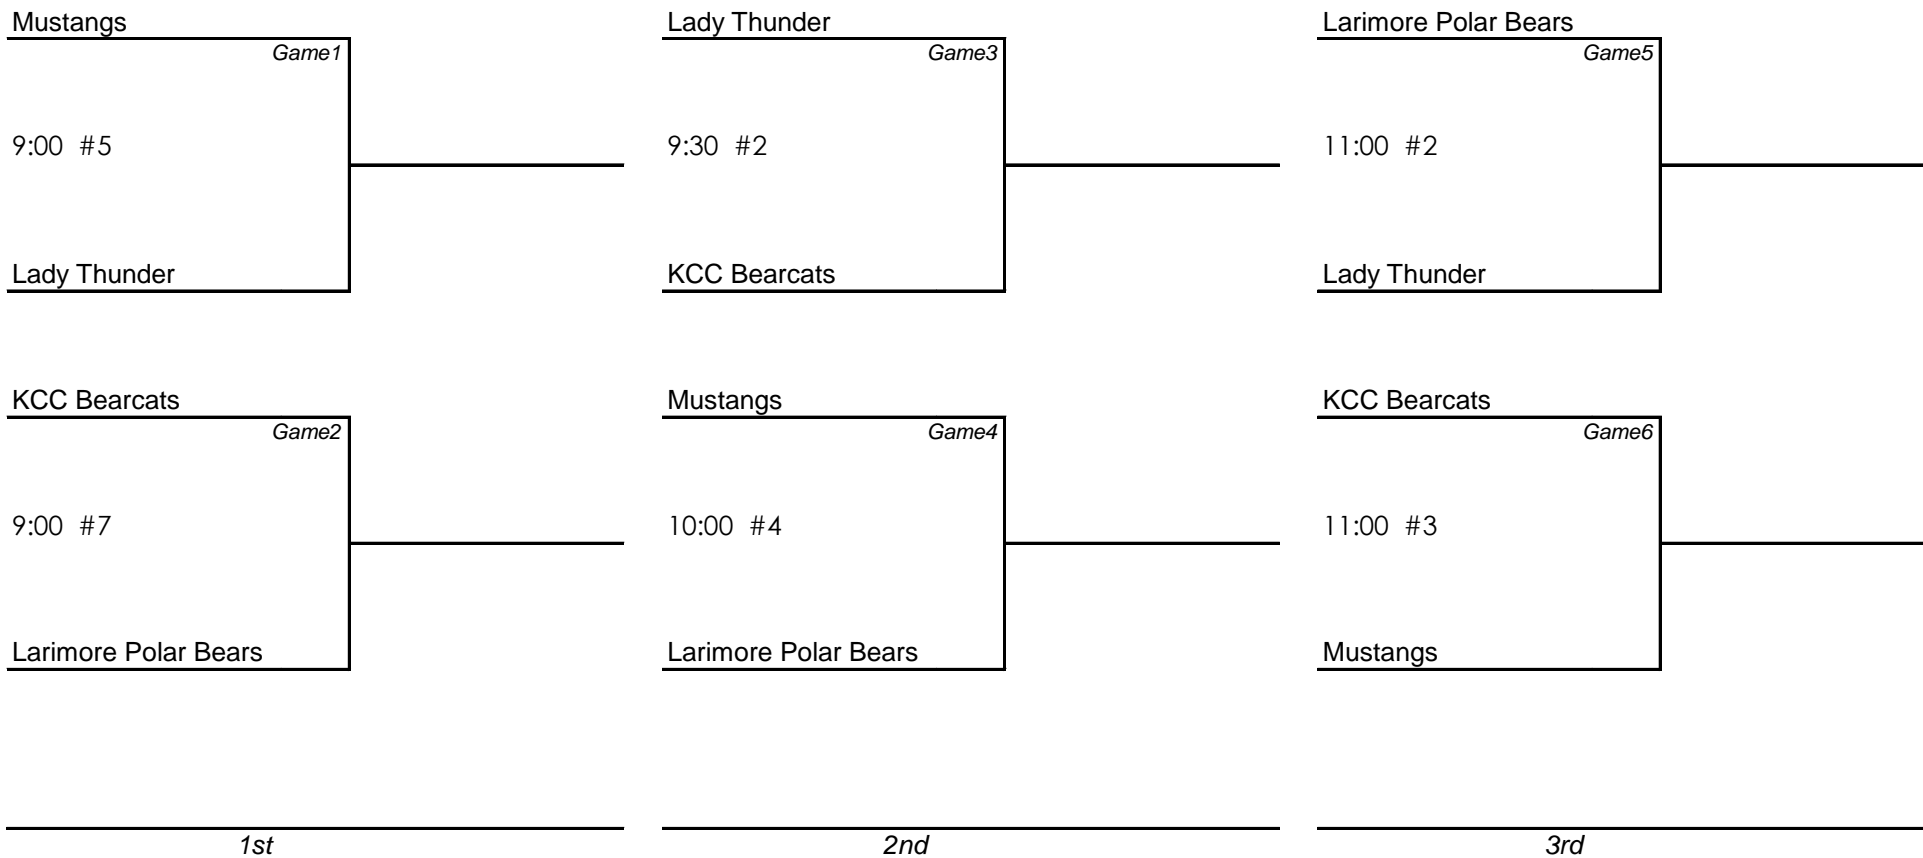 Mustangs
Game1
9:00 #5
Lady Thunder
KCC Bearcats
Game2
9:00 #7
Larimore Polar Bears
Lady Thunder
Game3
9:30 #2
KCC Bearcats
Mustangs
Game4
10:00 #4
Larimore Polar Bears
Larimore Polar Bears
Game5
11:00 #2
Lady Thunder
KCC Bearcats
Game6
11:00 #3
Mustangs
1st
2nd
3rd